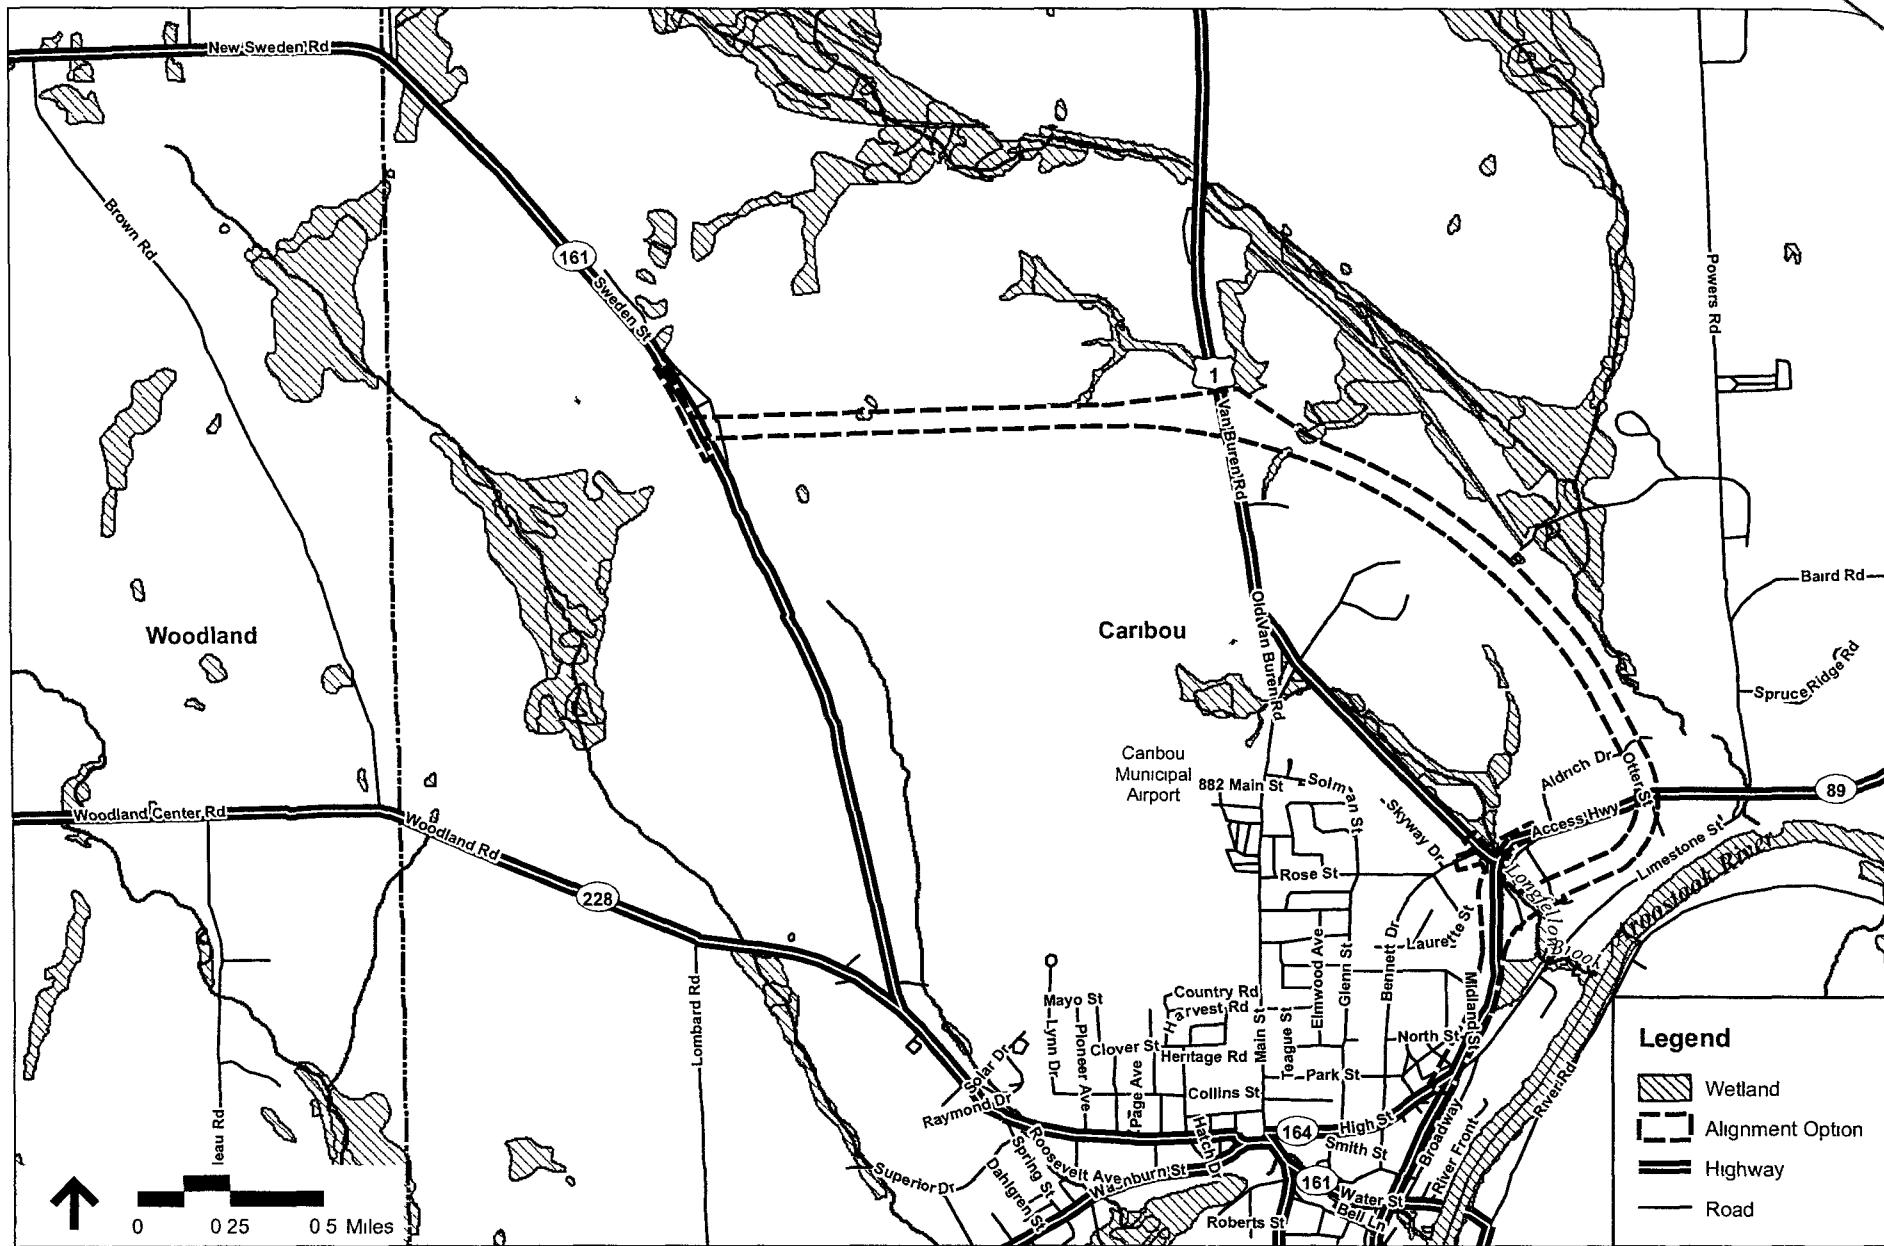 New Sweden Rd
Brown Rd
161
Sweden St
1
Van Buren Rd
Old Van Buren Rd
Powers Rd
Baird Rd
Spruce Ridge Rd
Woodland
Caribou
Caribou
Municipal
Airport
882 Main St
Solman St
Skyway Dr
Aldrich Dr
Otter St
Access Hwy
89
Limestone St
Aroostook River
Longfellow Brook
Rose St
Laurette St
Bennett Dr
Elmwood Ave
Glenn St
Midland St
Woodland Center Rd
Woodland Rd
228
Lombard Rd
Mayo St
Lynn Dr
Pioneer Ave
Clover St
Page Ave
Country Rd
Harvest Rd
Heritage Rd
Collins St
Main St
Teague St
North St
Park St
Solar Dr
Raymond Dr
164
High St
Smith St
Hatch Dr
Roosevelt Ave
Washburn St
Spring St
Dahlgren St
Superior Dr
161
Water St
Bell Ln
Roberts St
Broadway
River Front
River Rd
leau Rd
0 0 25 0 5 Miles
Legend
Wetland
Alignment Option
Highway
Road